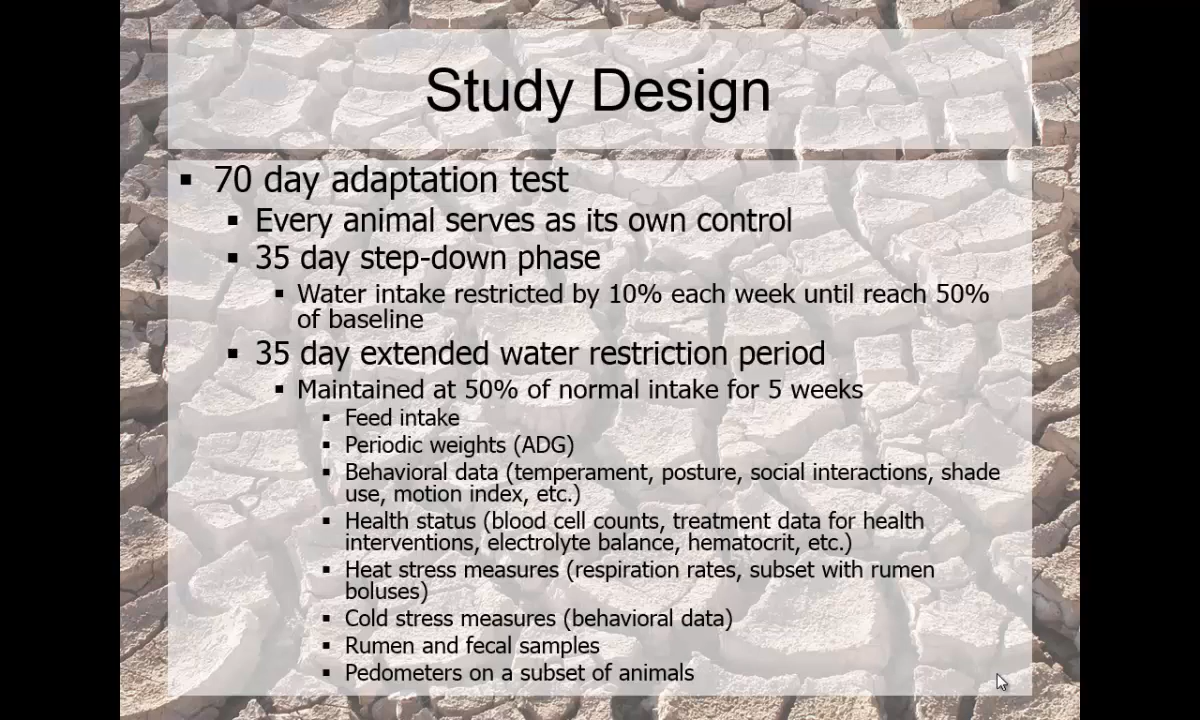 Study Design
▪ 70 day adaptation test
▪ Every animal serves as its own control
▪ 35 day step-down phase
▪ Water intake restricted by 10% each week until reach 50%
of baseline
▪ 35 day extended water restriction period
▪ Maintained at 50% of normal intake for 5 weeks
▪ Feed intake
▪ Periodic weights (ADG)
▪ Behavioral data (temperament, posture, social interactions, shade
use, motion index, etc.)
▪ Health status (blood cell counts, treatment data for health
interventions, electrolyte balance, hematocrit, etc.)
▪ Heat stress measures (respiration rates, subset with rumen
boluses)
▪ Cold stress measures (behavioral data)
▪ Rumen and fecal samples
▪ Pedometers on a subset of animals